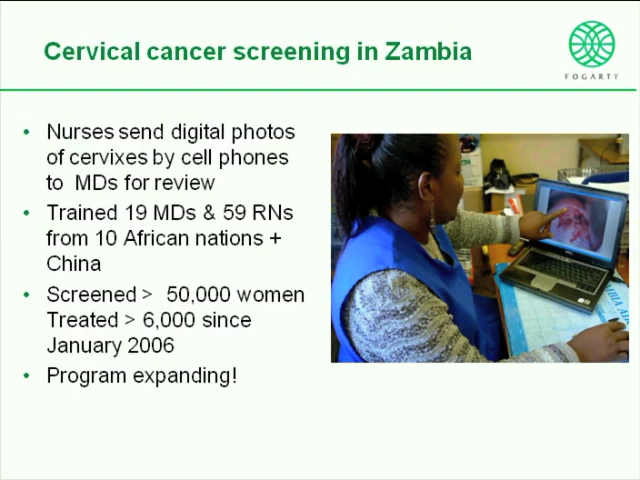 Cervical cancer screening in Zambia
FOGARTY
• Nurses send digital photos
of cervixes by cell phones
to MDs for review
• Trained 19 MDs & 59 RNs
from 10 African nations +
China
• Screened > 50,000 women
Treated > 6,000 since
January 2006
• Program expanding!